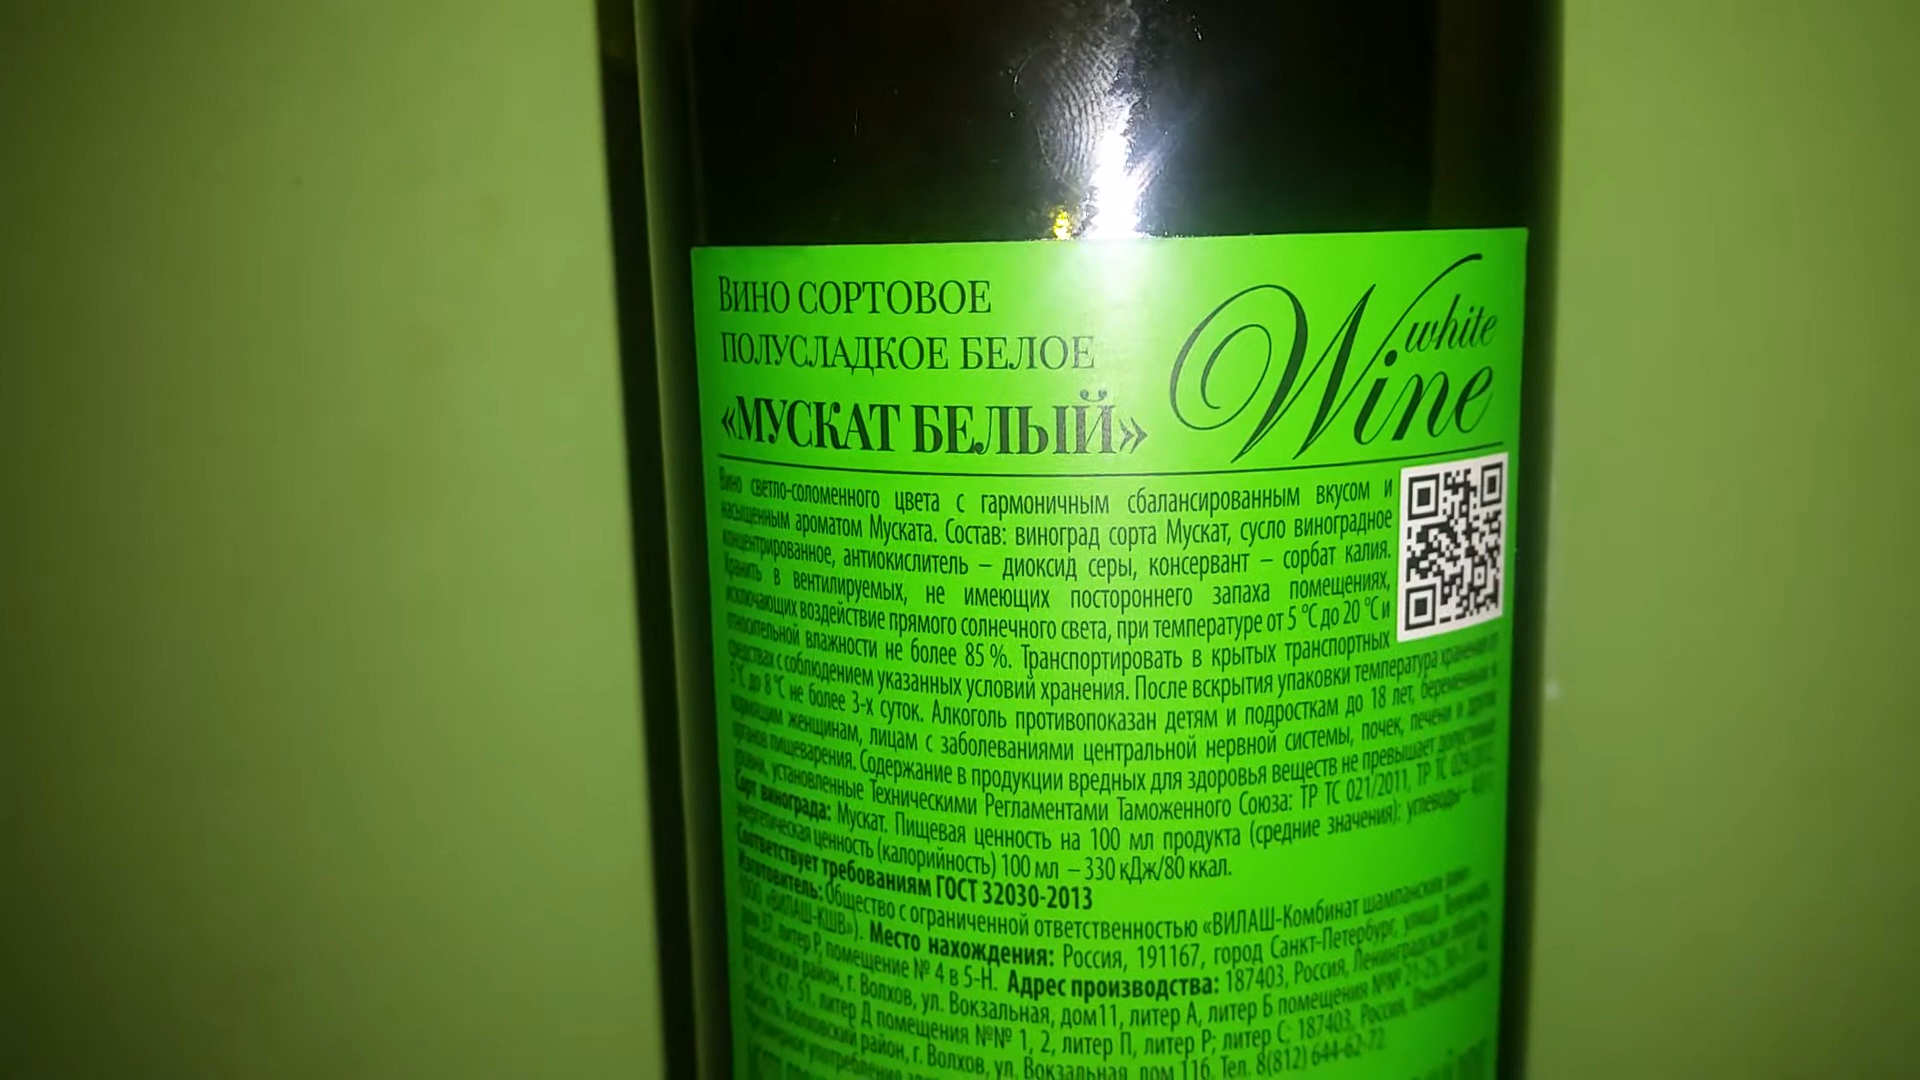 Вино сортовое
полусладкое белое
«МУСКАТ БЕЛЫЙ»
white
Wine
Вино светло-соломенного цвета с гармоничным сбалансированным вкусом и
насыщенным ароматом Муската. Состав: виноград сорта Мускат, сусло виноградное
концентрированное, антиокислитель – диоксид серы, консервант – сорбат калия.
Хранить в вентилируемых, не имеющих постороннего запаха помещениях,
исключающих воздействие прямого солнечного света, при температуре от 5 °С до 20 °С и
относительной влажности не более 85 %. Транспортировать в крытых транспортных
средствах с соблюдением указанных условий хранения. После вскрытия упаковки температура хранения от
5°С до 8 °С не более 3-х суток. Алкоголь противопоказан детям и подросткам до 18 лет, беременным и
кормящим женщинам, лицам с заболеваниями центральной нервной системы, почек, печени и других
органов пищеварения. Содержание в продукции вредных для здоровья веществ не превышает допустимые
уровни, установленные Техническими Регламентами Таможенного Союза: ТР ТС 021/2011, ТР ТС
Сорт винограда: Мускат. Пищевая ценность на 100 мл продукта (средние значения): углеводы–
энергетическая ценность (калорийность) 100 мл – 330 кДж/80 ккал.
Соответствует требованиям ГОСТ 32030-2013
Изготовитель: Общество с ограниченной ответственностью «ВИЛАШ-Комбинат шампанских вин»
ООО «ВИЛАШ-КШВ»). Место нахождения: Россия, 191167, город Санкт-Петербург, улица
дом 37, литер Р, помещение № 4 в 5-Н. Адрес производства: 187403, Россия, Ленинградская область,
Волховский район, г. Волхов, ул. Вокзальная, дом11, литер А, литер Б помещения №№
47- 51, литер Д помещения №№ 1, 2, литер П, литер Р; литер С; 187403, Россия, Ленинградская
область, Волховский район, г. Волхов, ул. Вокзальная, дом 11б. Тел. 8(812) 644-62-72